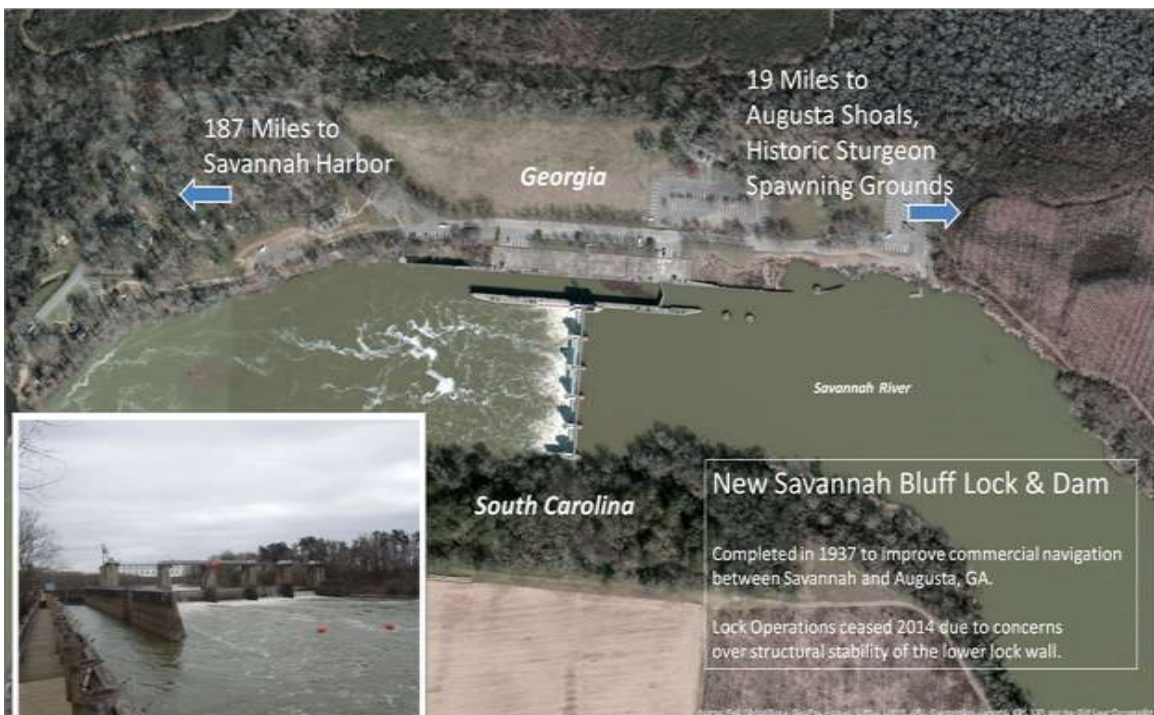 187 Miles to
Savannah Harbor
19 Miles to
Augusta Shoals,
Historic Sturgeon
Spawning Grounds
Georgia
Savannah River
South Carolina
New Savannah Bluff Lock & Dam
Completed in 1937 to improve commercial navigation
between Savannah and Augusta, GA.
Lock Operations ceased 2014 due to concerns
over structural stability of the lower lock wall.